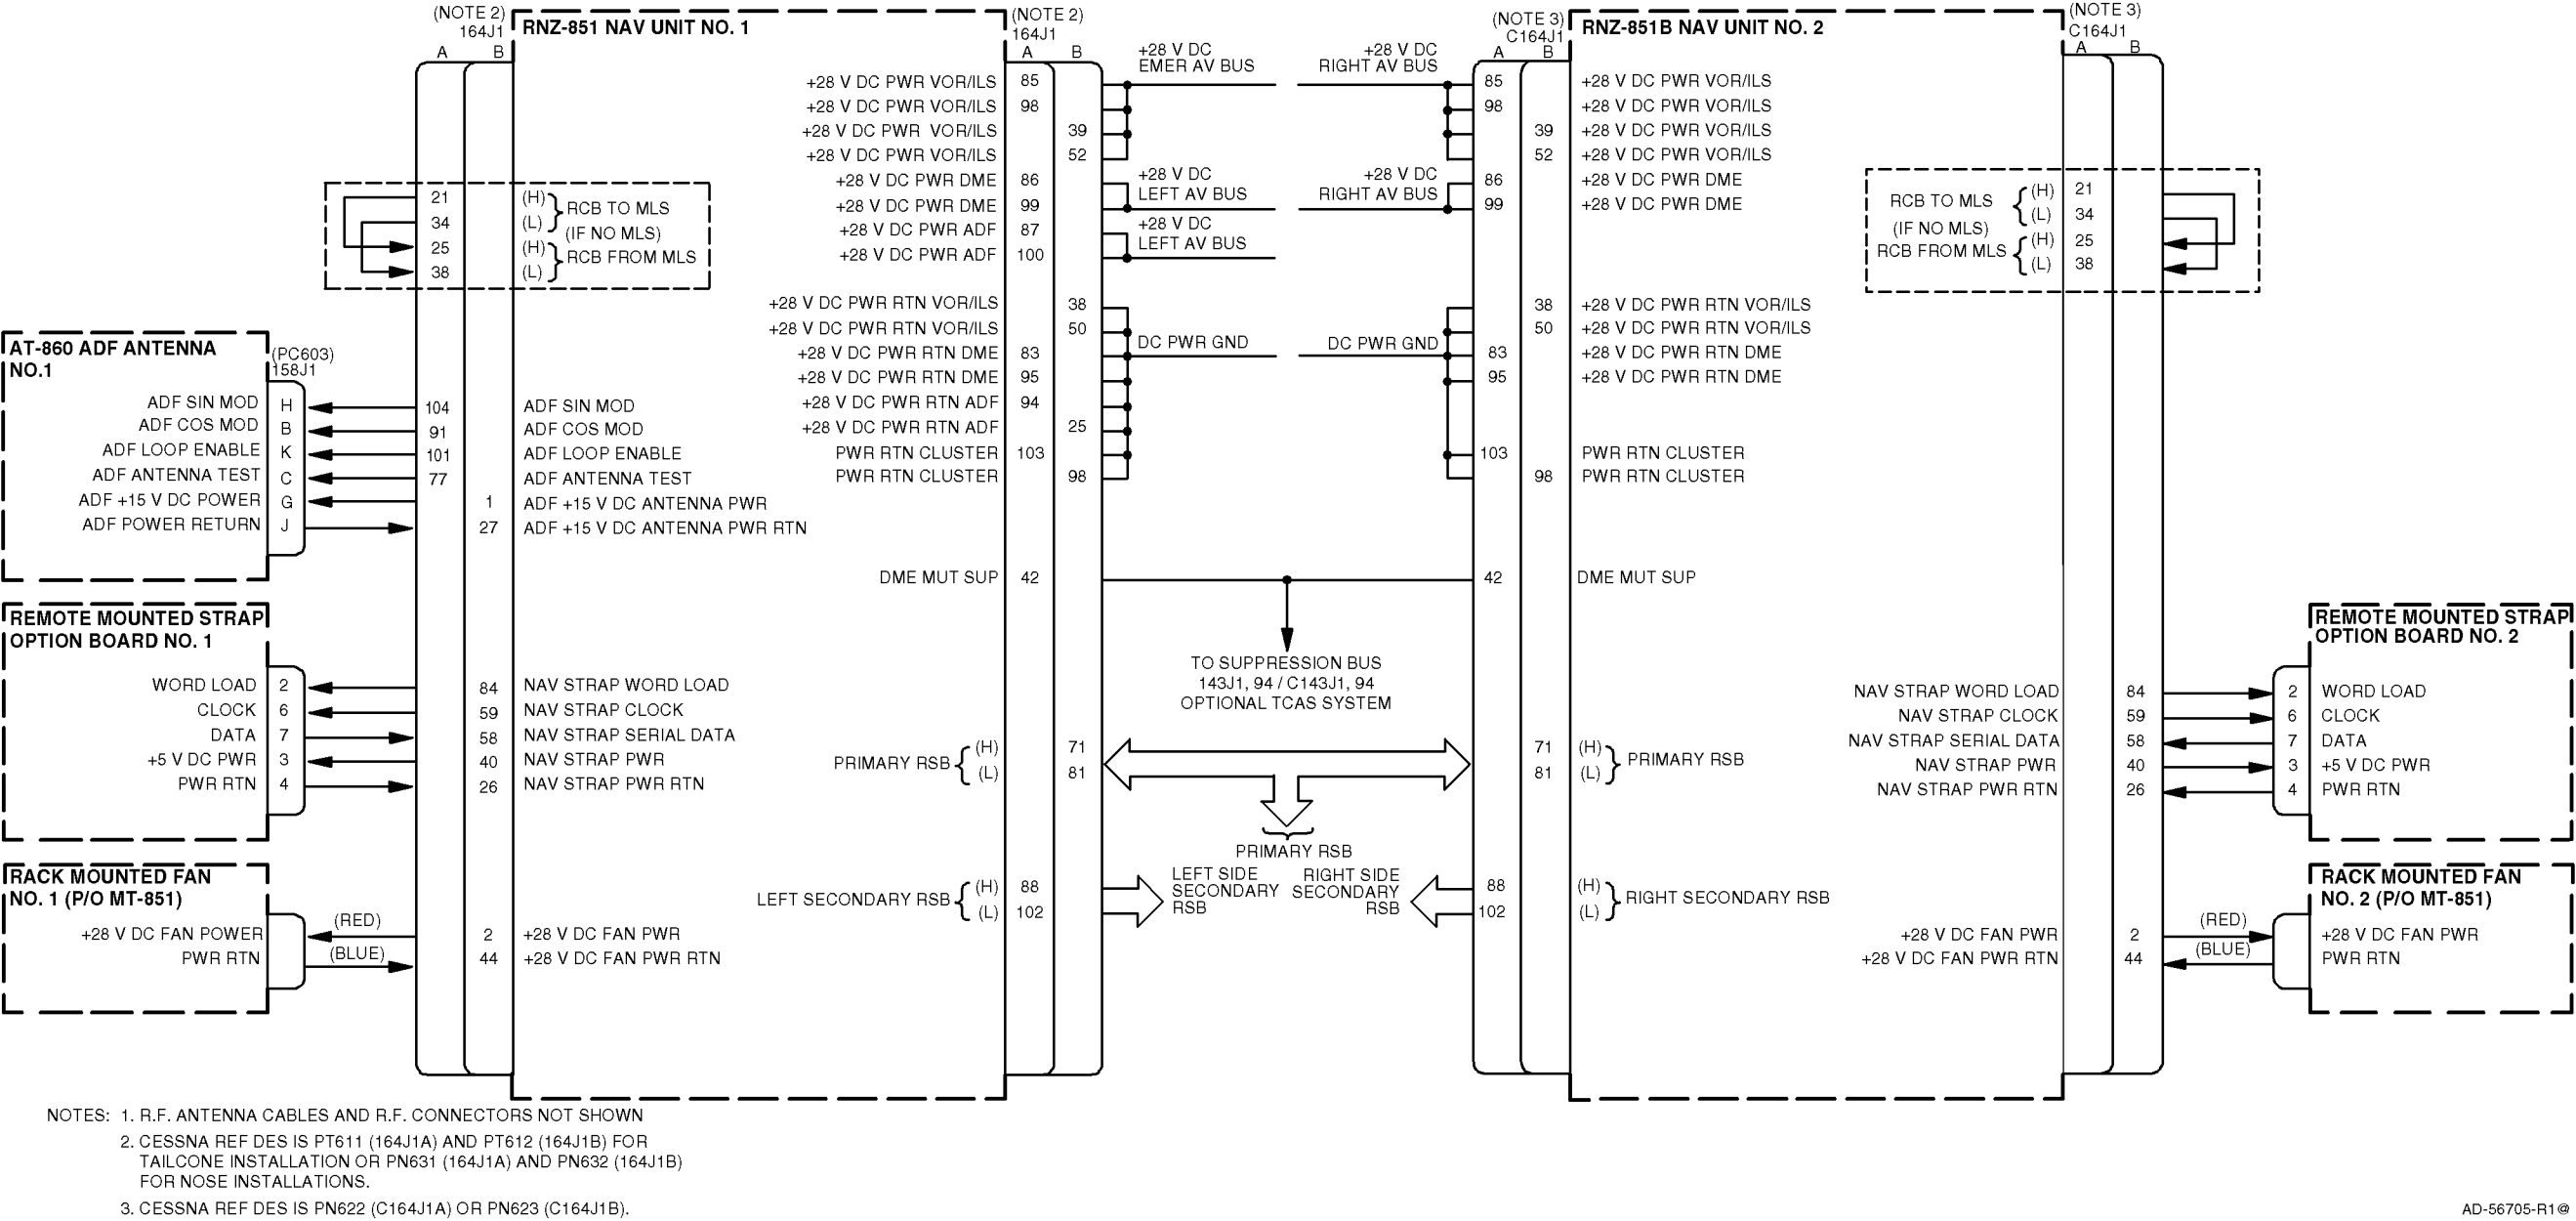 (NOTE 2)
164J1
A B
RNZ-851 NAV UNIT NO. 1
(NOTE 2)
164J1
A B
+28 V DC PWR VOR/ILS 85
+28 V DC PWR VOR/ILS 98
+28 V DC PWR VOR/ILS 39
+28 V DC PWR VOR/ILS 52
+28 V DC PWR DME 86
+28 V DC PWR DME 99
+28 V DC PWR ADF 87
+28 V DC PWR ADF 100
21 (H)
34 (L)
RCB TO MLS
(IF NO MLS)
25 (H)
38 (L)
RCB FROM MLS
+28 V DC PWR RTN VOR/ILS 38
+28 V DC PWR RTN VOR/ILS 50
+28 V DC PWR RTN DME 83
+28 V DC PWR RTN DME 95
+28 V DC PWR RTN ADF 94
+28 V DC PWR RTN ADF 25
PWR RTN CLUSTER 103
PWR RTN CLUSTER 98
AT-860 ADF ANTENNA
NO.1
(PC603)
158J1
ADF SIN MOD H 104 ADF SIN MOD
ADF COS MOD B 91 ADF COS MOD
ADF LOOP ENABLE K 101 ADF LOOP ENABLE
ADF ANTENNA TEST C 77 ADF ANTENNA TEST
ADF +15 V DC POWER G 1 ADF +15 V DC ANTENNA PWR
ADF POWER RETURN J 27 ADF +15 V DC ANTENNA PWR RTN
DME MUT SUP 42
REMOTE MOUNTED STRAP
OPTION BOARD NO. 1
WORD LOAD 2 84 NAV STRAP WORD LOAD
CLOCK 6 59 NAV STRAP CLOCK
DATA 7 58 NAV STRAP SERIAL DATA
+5 V DC PWR 3 40 NAV STRAP PWR
PWR RTN 4 26 NAV STRAP PWR RTN
PRIMARY RSB
(H) 71
(L) 81
LEFT SECONDARY RSB
(H) 88
(L) 102
RACK MOUNTED FAN
NO. 1 (P/O MT-851)
+28 V DC FAN POWER (RED) 2 +28 V DC FAN PWR
PWR RTN (BLUE) 44 +28 V DC FAN PWR RTN
+28 V DC
EMER AV BUS
+28 V DC
RIGHT AV BUS
+28 V DC
LEFT AV BUS
+28 V DC
RIGHT AV BUS
+28 V DC
LEFT AV BUS
DC PWR GND
DC PWR GND
TO SUPPRESSION BUS
143J1, 94 / C143J1, 94
OPTIONAL TCAS SYSTEM
PRIMARY RSB
LEFT SIDE
SECONDARY
RSB
RIGHT SIDE
SECONDARY
RSB
(NOTE 3)
C164J1
A B
RNZ-851B NAV UNIT NO. 2
(NOTE 3)
C164J1
A B
85 +28 V DC PWR VOR/ILS
98 +28 V DC PWR VOR/ILS
39 +28 V DC PWR VOR/ILS
52 +28 V DC PWR VOR/ILS
86 +28 V DC PWR DME
99 +28 V DC PWR DME
RCB TO MLS
(H) 21
(L) 34
(IF NO MLS)
RCB FROM MLS
(H) 25
(L) 38
38 +28 V DC PWR RTN VOR/ILS
50 +28 V DC PWR RTN VOR/ILS
83 +28 V DC PWR RTN DME
95 +28 V DC PWR RTN DME
103 PWR RTN CLUSTER
98 PWR RTN CLUSTER
42 DME MUT SUP
71 (H)
81 (L)
PRIMARY RSB
88 (H)
102 (L)
RIGHT SECONDARY RSB
REMOTE MOUNTED STRAP
OPTION BOARD NO. 2
NAV STRAP WORD LOAD 84 2 WORD LOAD
NAV STRAP CLOCK 59 6 CLOCK
NAV STRAP SERIAL DATA 58 7 DATA
NAV STRAP PWR 40 3 +5 V DC PWR
NAV STRAP PWR RTN 26 4 PWR RTN
RACK MOUNTED FAN
NO. 2 (P/O MT-851)
+28 V DC FAN PWR 2 (RED) +28 V DC FAN PWR
+28 V DC FAN PWR RTN 44 (BLUE) PWR RTN
NOTES: 1. R.F. ANTENNA CABLES AND R.F. CONNECTORS NOT SHOWN
2. CESSNA REF DES IS PT611 (164J1A) AND PT612 (164J1B) FOR
TAILCONE INSTALLATION OR PN631 (164J1A) AND PN632 (164J1B)
FOR NOSE INSTALLATIONS.
3. CESSNA REF DES IS PN622 (C164J1A) OR PN623 (C164J1B).
AD-56705-R1@